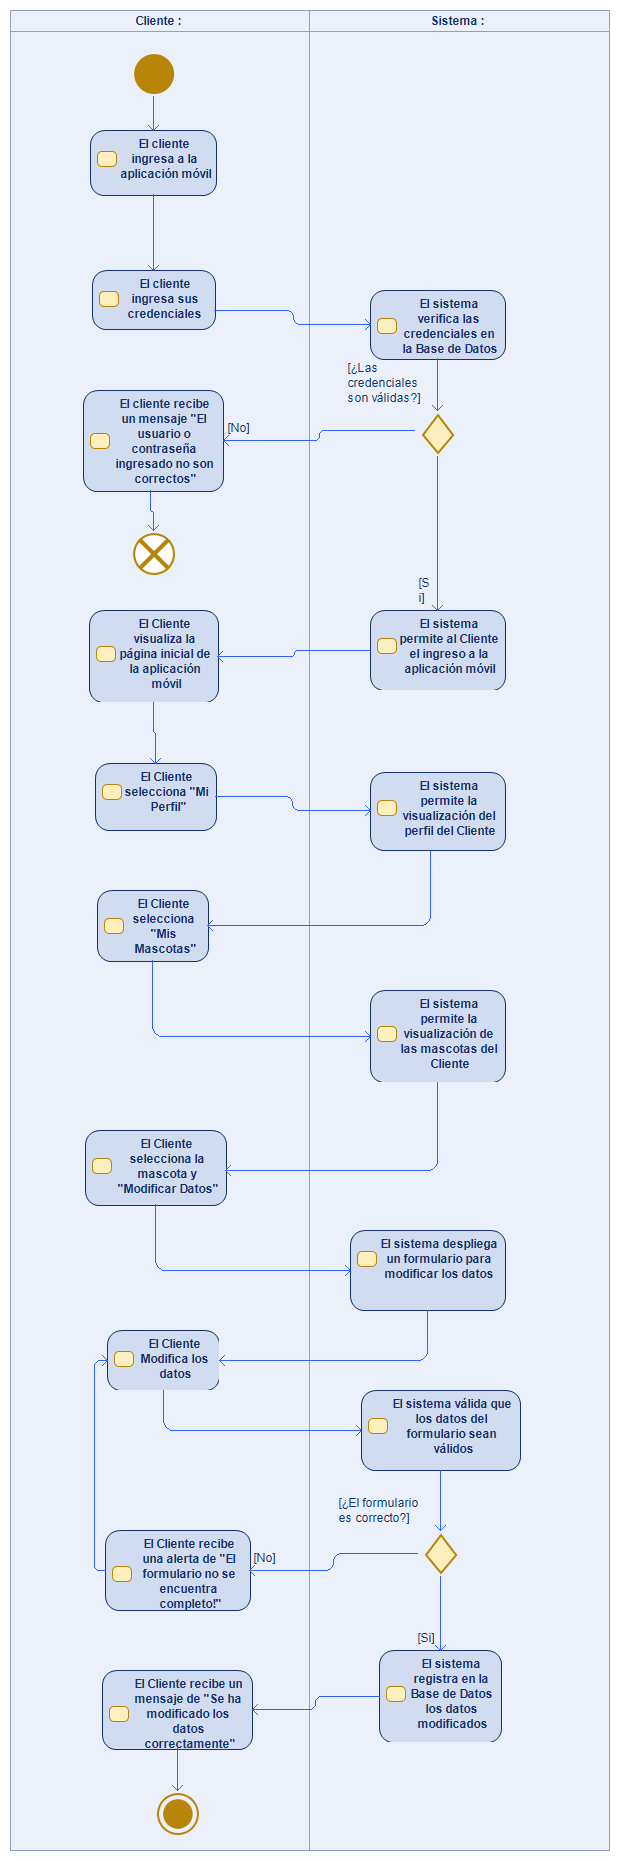 Cliente :
Sistema :
El cliente
ingresa a la
aplicación móvil
El cliente
ingresa sus
credenciales
El sistema
verifica las
credenciales en
la Base de Datos
[¿Las
credenciales
son válidas?]
El cliente recibe
un mensaje "El
usuario o
contraseña
ingresado no son
correctos"
[No]
[S
i]
El sistema
permite al Cliente
el ingreso a la
aplicación móvil
El Cliente
visualiza la
página inicial de
la aplicación
móvil
El Cliente
selecciona "Mi
Perfil"
El sistema
permite la
visualización del
perfil del Cliente
El Cliente
selecciona
"Mis
Mascotas"
El sistema
permite la
visualización de
las mascotas del
Cliente
El Cliente
selecciona la
mascota y
"Modificar Datos"
El sistema despliega
un formulario para
modificar los datos
El Cliente
Modifica los
datos
El sistema válida que
los datos del
formulario sean
válidos
[¿El formulario
es correcto?]
El Cliente recibe
una alerta de "El
formulario no se
encuentra
completo!"
[No]
[Si]
El sistema
registra en la
Base de Datos
los datos
modificados
El Cliente recibe un
mensaje de "Se ha
modificado los
datos
correctamente"